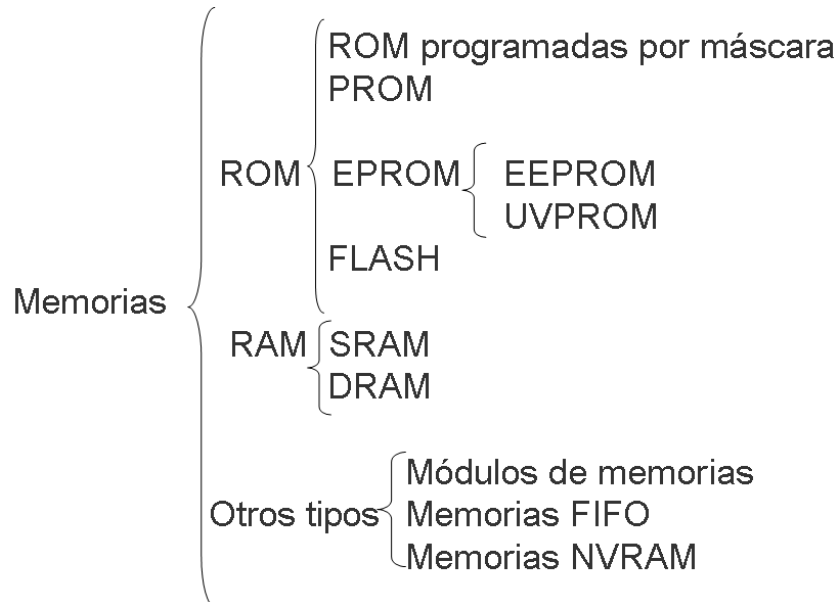 ROM programadas por máscara
PROM
ROM
EPROM
EEPROM
UVPROM
FLASH
Memorias
RAM
SRAM
DRAM
Módulos de memorias
Otros tipos
Memorias FIFO
Memorias NVRAM